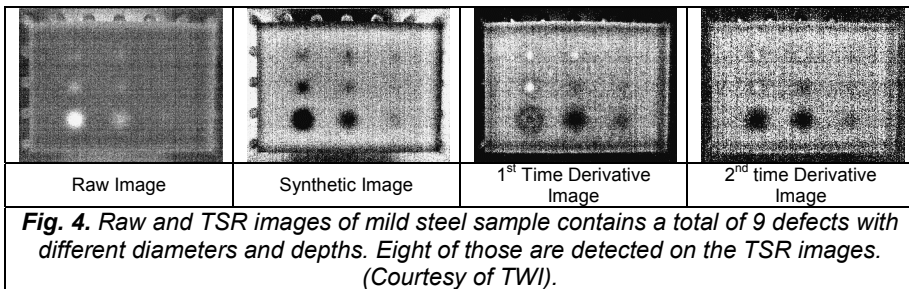 Raw Image
Synthetic Image
1st Time Derivative
Image
2nd time Derivative
Image
Fig. 4. Raw and TSR images of mild steel sample contains a total of 9 defects with
different diameters and depths. Eight of those are detected on the TSR images.
(Courtesy of TWI).